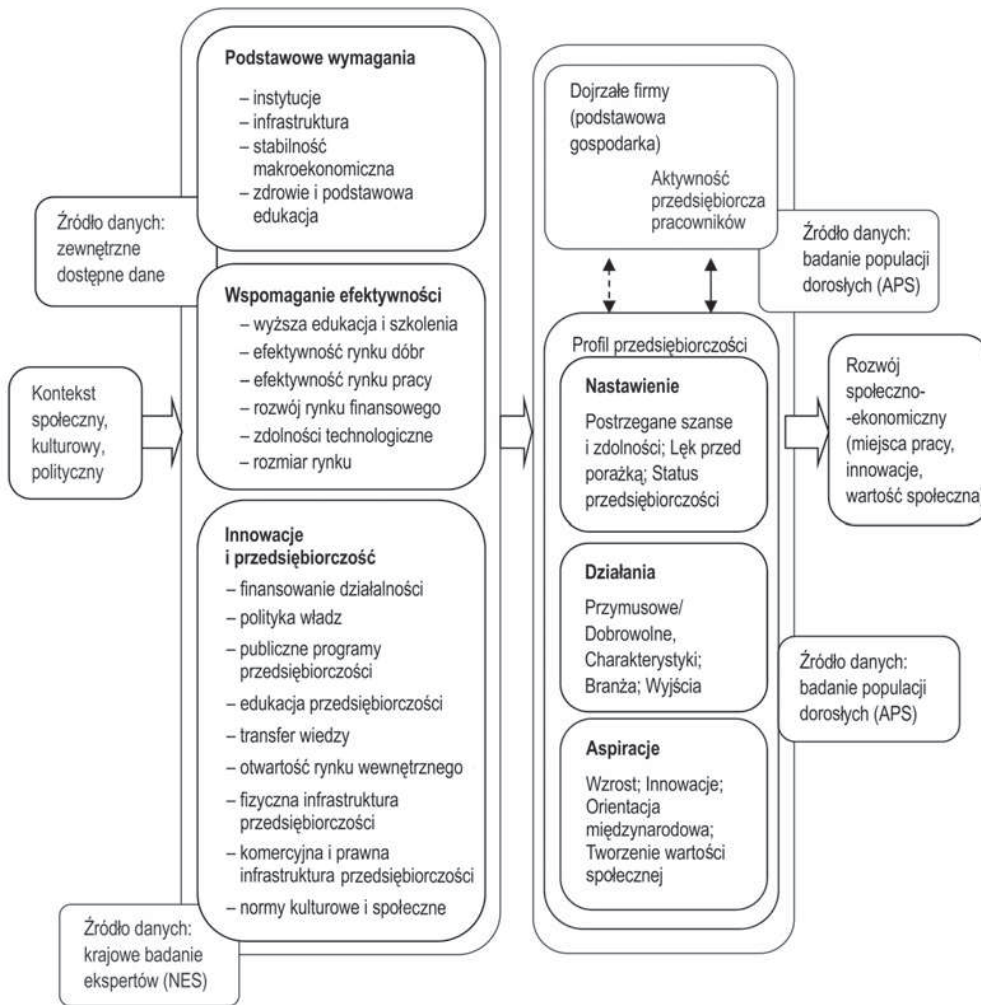 Podstawowe wymagania
– instytucje
– infrastruktura
– stabilność
makroekonomiczna
– zdrowie i podstawowa
edukacja
Źródło danych:
zewnętrzne
dostępne dane
Wspomaganie efektywności
– wyższa edukacja i szkolenia
– efektywność rynku dóbr
– efektywność rynku pracy
– rozwój rynku finansowego
– zdolności technologiczne
– rozmiar rynku
Kontekst
społeczny,
kulturowy,
polityczny
Innowacje
i przedsiębiorczość
– finansowanie działalności
– polityka władz
– publiczne programy
przedsiębiorczości
– edukacja przedsiębiorczości
– transfer wiedzy
– otwartość rynku wewnętrznego
– fizyczna infrastruktura
przedsiębiorczości
– komercyjna i prawna
infrastruktura przedsiębiorczości
– normy kulturowe i społeczne
Źródło danych:
krajowe badanie
ekspertów (NES)
Dojrzałe firmy
(podstawowa
gospodarka)
Aktywność
przedsiębiorcza
pracowników
Źródło danych:
badanie populacji
dorosłych (APS)
Profil przedsiębiorczości
Nastawienie
Postrzegane szanse
i zdolności; Lęk przed
porażką; Status
przedsiębiorczości
Działania
Przymusowe/
Dobrowolne,
Charakterystyki;
Branża; Wyjścia
Źródło danych:
badanie populacji
dorosłych (APS)
Aspiracje
Wzrost; Innowacje;
Orientacja
międzynarodowa;
Tworzenie wartości
społecznej
Rozwój
społeczno-
-ekonomiczny
(miejsca pracy,
innowacje,
wartość społeczna)